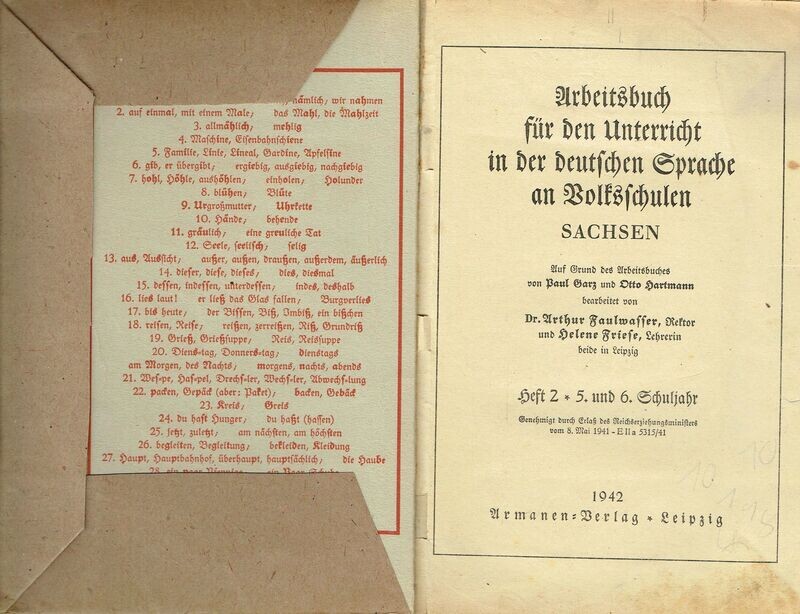 nämlich, wir nahmen
2. auf einmal, mit einem Male; das Mahl, die Mahlzeit
3. allmählich; mehlig
4. Maschine, Eisenbahnschiene
5. Familie, Linie, Lineal, Gardine, Apfelsine
6. gib, er übergibt; ergiebig, ausgiebig, nachgiebig
7. hohl, Höhle, aushöhlen; einholen; Holunder
8. blühen; Blüte
9. Urgroßmutter; Uhrkette
10. Hände; behende
11. gräulich; eine greuliche Tat
12. Seele, seelisch; selig
13. aus, Aussicht; außer, außen, draußen, außerdem, äußerlich
14. dieser, diese, dieses; dies, diesmal
15. dessen, indessen, unterdessen; indes, deshalb
16. lies laut! er ließ das Glas fallen; Burgverlies
17. bis heute; der Bissen, Biß, Imbiß, ein bißchen
18. reisen, Reise; reißen, zerreißen, Riß, Grundriß
19. Grieß, Grießsuppe; Reis, Reissuppe
20. Diens-tag, Donners-tag; dienstags
am Morgen, des Nachts; morgens, nachts, abends
21. Wes-pe, Has-pel, Drechs-ler, Wechs-ler, Abwechs-lung
22. packen, Gepäck (aber: Paket); backen, Gebäck
23. Kreis; Greis
24. du hast Hunger; du haßt (hassen)
25. jetzt, zuletzt; am nächsten, am höchsten
26. begleiten, Begleitung; bekleiden, Kleidung
27. Haupt, Hauptbahnhof, überhaupt, hauptsächlich; die Haube
28. ein paar Pfennige; ein Paar Schuhe
Arbeitsbuch
für den Unterricht
in der deutschen Sprache
an Volksschulen
SACHSEN
Auf Grund des Arbeitsbuches
von Paul Garz und Otto Hartmann
bearbeitet von
Dr. Arthur Faulwasser, Rektor
und Helene Friese, Lehrerin
beide in Leipzig
Heft 2 * 5. und 6. Schuljahr
Genehmigt durch Erlaß des Reichserziehungsministers
vom 8. Mai 1941 - E II a 5315/41
1942
Armanen-Verlag * Leipzig